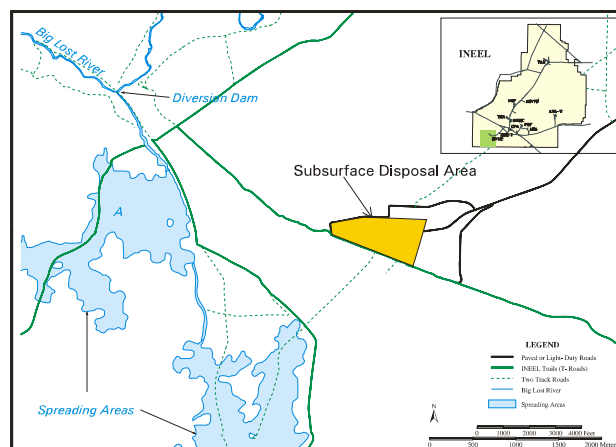 Big Lost River
Diversion Dam
INEEL
Subsurface Disposal Area
A
Spreading Areas
LEGEND
Paved or Light- Duty Roads
INEEL Trails (T- Roads)
Two Track Roads
Big Lost River
Spreading Areas
N
0 1000 2000 3000 4000 Feet
0 500 1000 1500 2000 Meter